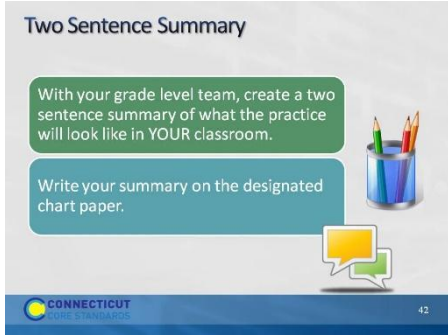 Two Sentence Summary
With your grade level team, create a two
sentence summary of what the practice
will look like in YOUR classroom.
Write your summary on the designated
chart paper.
CONNECTICUT
CORE STANDARDS
42